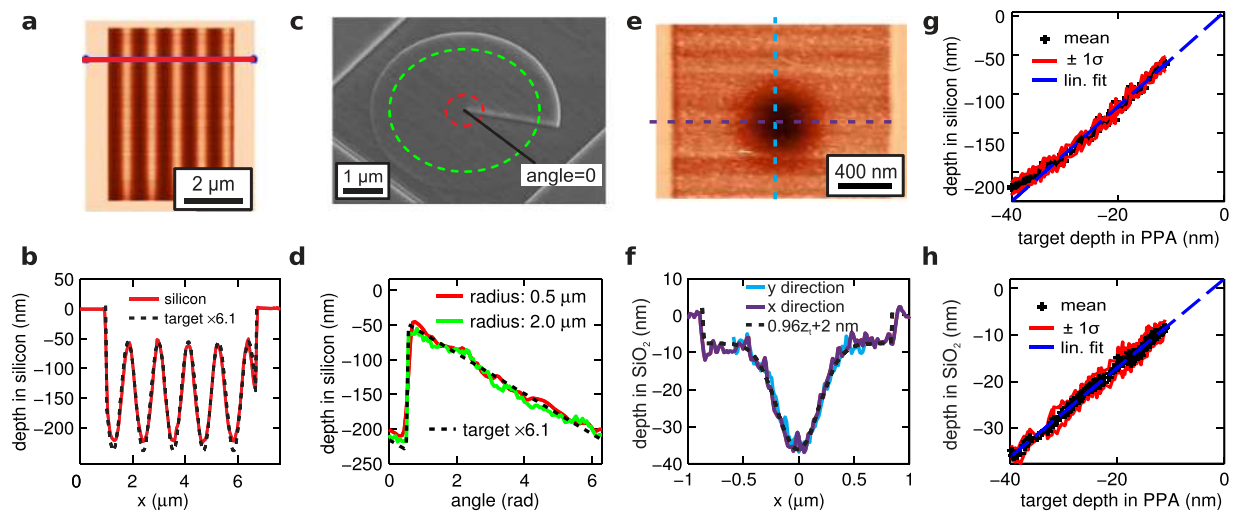 a
2 μm
c
1 μm
angle=0
e
400 nm
g
depth in silicon (nm)
0
−50
−100
−150
−200
mean
± 1σ
lin. fit
−40
−20
0
target depth in PPA (nm)
b
depth in silicon (nm)
50
0
−50
−100
−150
−200
silicon
target ×6.1
0
2
4
6
x (μm)
d
depth in silicon (nm)
0
−50
−100
−150
−200
−250
radius: 0.5 μm
radius: 2.0 μm
target ×6.1
0
2
4
6
angle (rad)
f
depth in SiO₂ (nm)
10
0
−10
−20
−30
−40
y direction
x direction
0.96zₜ+2 nm
−1
−0.5
0
0.5
1
x (μm)
h
depth in SiO₂ (nm)
0
−10
−20
−30
mean
± 1σ
lin. fit
−40
−20
0
target depth in PPA (nm)